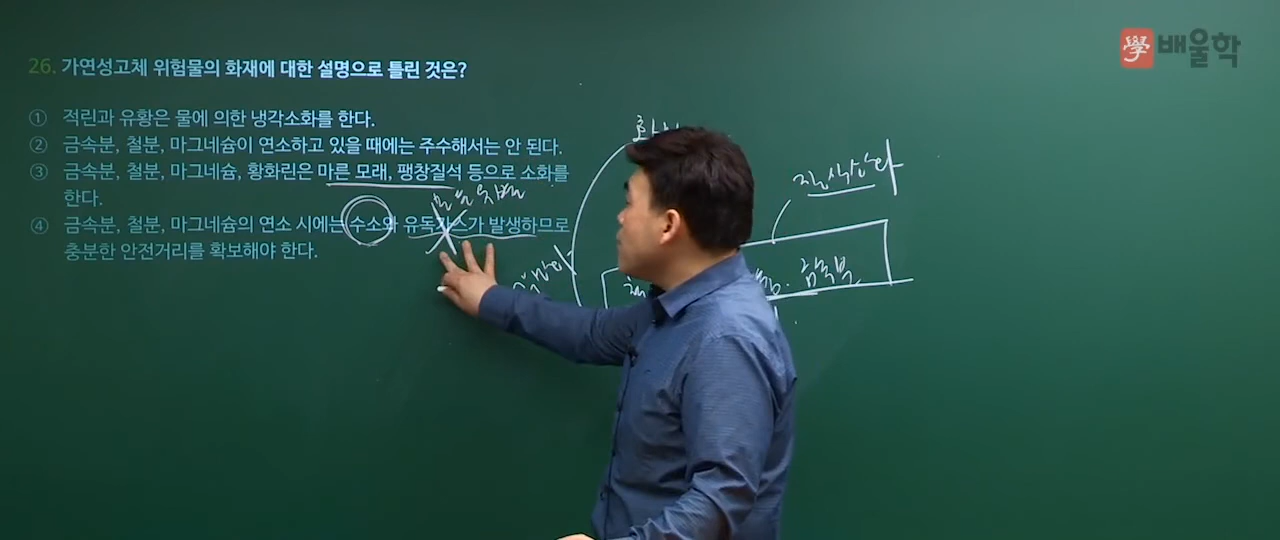 學 배울학
26. 가연성고체 위험물의 화재에 대한 설명으로 틀린 것은?
① 적린과 유황은 물에 의한 냉각소화를 한다.
② 금속분, 철분, 마그네슘이 연소하고 있을 때에는 주수해서는 안 된다.
③ 금속분, 철분, 마그네슘, 황화린은 마른 모래, 팽창질석 등으로 소화를
한다.
④ 금속분, 철분, 마그네슘의 연소 시에는 수소와 유독가스가 발생하므로
충분한 안전거리를 확보해야 한다.